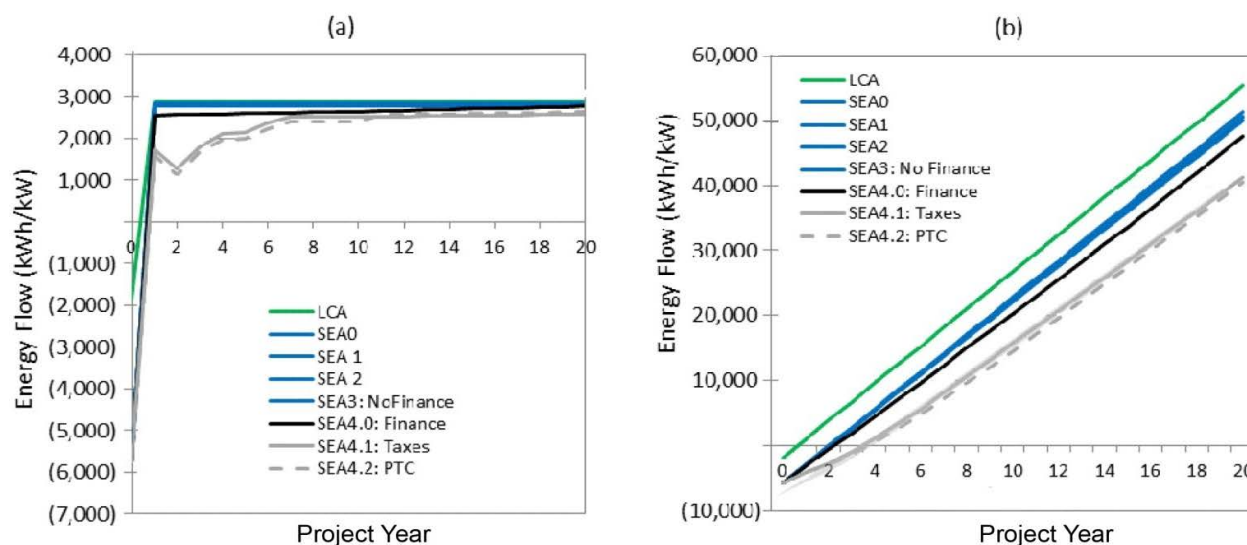 (a)
4,000
3,000
2,000
1,000
0 2 4 6 8 10 12 14 16 18 20
(1,000)
(2,000)
(3,000)
(4,000)
(5,000)
(6,000)
(7,000)
Energy Flow (kWh/kW)
LCA
SEA0
SEA 1
SEA 2
SEA3: NoFinance
SEA4.0: Finance
SEA4.1: Taxes
SEA4.2: PTC
Project Year
(b)
60,000
50,000
40,000
30,000
20,000
10,000
0 2 4 6 8 10 12 14 16 18 20
(10,000)
Energy Flow (kWh/kW)
LCA
SEA0
SEA1
SEA2
SEA3: No Finance
SEA4.0: Finance
SEA4.1: Taxes
SEA4.2: PTC
Project Year